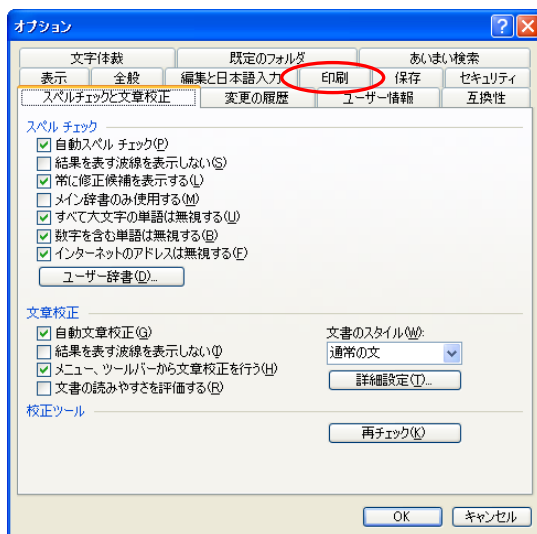 オプション
文字体裁 既定のフォルダ あいまい検索
表示 全般 編集と日本語入力 印刷 保存 セキュリティ
スペルチェックと文章校正 変更の履歴 ユーザー情報 互換性
スペル チェック
自動スペル チェック(P)
結果を表す波線を表示しない(S)
常に修正候補を表示する(L)
メイン辞書のみ使用する(M)
すべて大文字の単語は無視する(U)
数字を含む単語は無視する(B)
インターネットのアドレスは無視する(F)
ユーザー辞書(D)...
文章校正
自動文章校正(G) 文書のスタイル(W):
結果を表す波線を表示しない(I) 通常の文
メニュー、ツールバーから文章校正を行う(H)
文書の読みやすさを評価する(R) 詳細設定(T)...
校正ツール
再チェック(K)
OK キャンセル